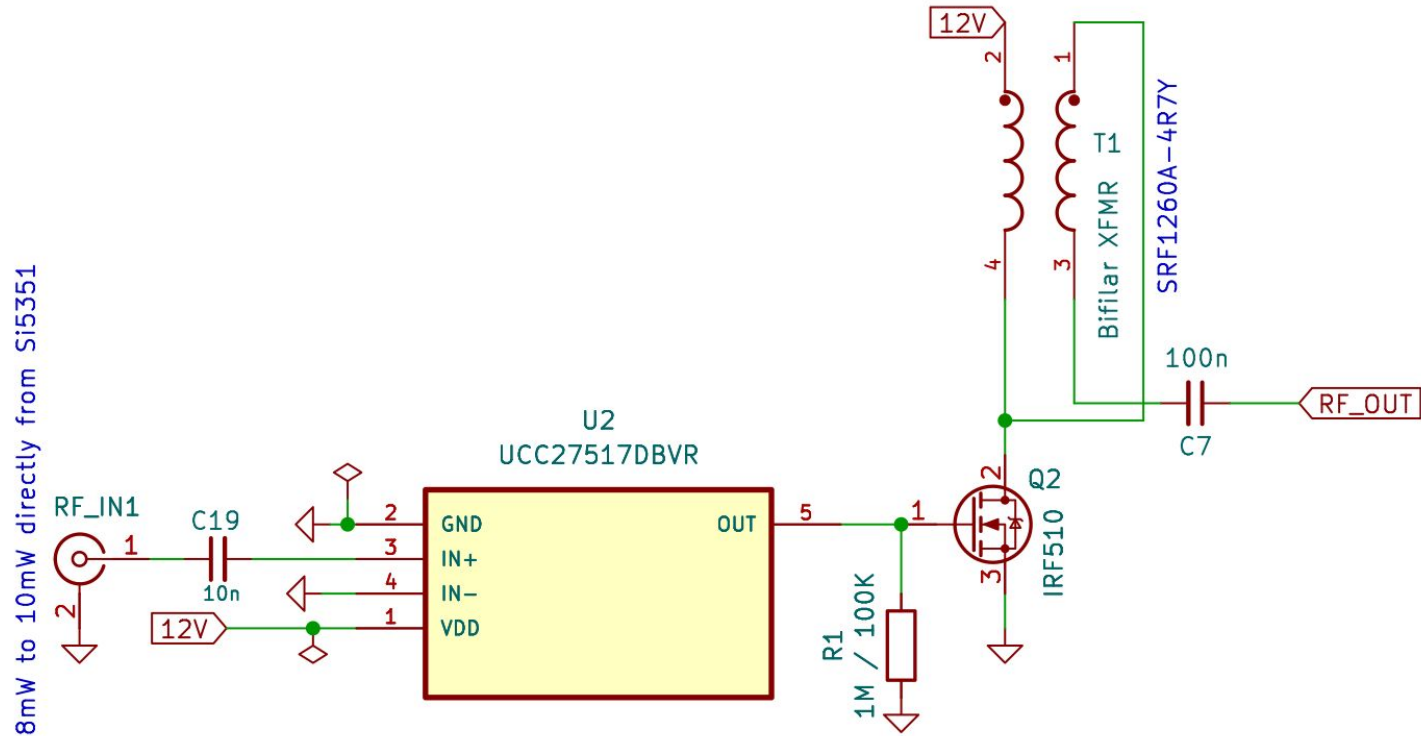 12V
2
1
T1
Bifilar XFMR
SRF1260A-4R7Y
4
3
100n
C7
RF_OUT
8mW to 10mW directly from Si5351
RF_IN1
1
2
C19
10n
12V
U2
UCC27517DBVR
2
GND
3
IN+
4
IN-
1
VDD
OUT
5
1
2
Q2
IRF510
3
R1
1M / 100K